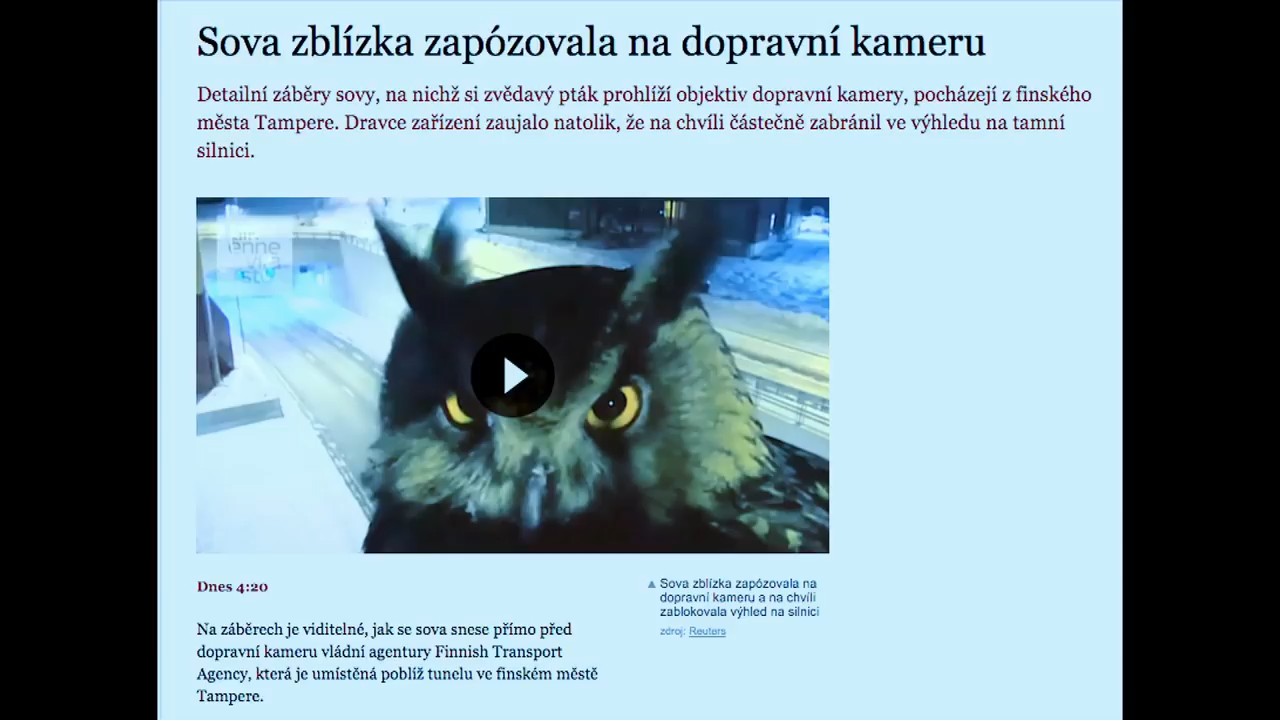 Sova zblízka zapózovala na dopravní kameru
Detailní záběry sovy, na nichž si zvědavý pták prohlíží objektiv dopravní kamery, pocházejí z finského
města Tampere. Dravce zařízení zaujalo natolik, že na chvíli částečně zabránil ve výhledu na tamní
silnici.
Dnes 4:20
Na záběrech je viditelné, jak se sova snese přímo před
dopravní kameru vládní agentury Finnish Transport
Agency, která je umístěná poblíž tunelu ve finském městě
Tampere.
▲ Sova zblízka zapózovala na
dopravní kameru a na chvíli
zablokovala výhled na silnici
zdroj: Reuters